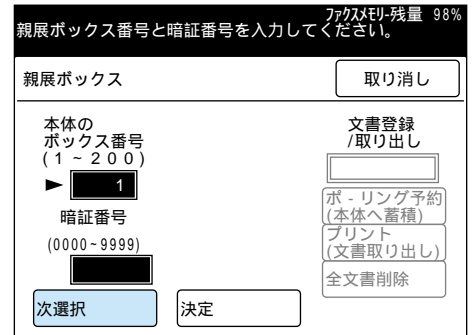 ファクスメモリ-残量 98%
親展ボックス番号と暗証番号を入力してください。
親展ボックス
取り消し
本体の
ボックス番号
(1~200)
1
暗証番号
(0000~9999)
次選択
決定
文書登録
/取り出し
ポ-リング予約
(本体へ蓄積)
プリント
(文書取り出し)
全文書削除